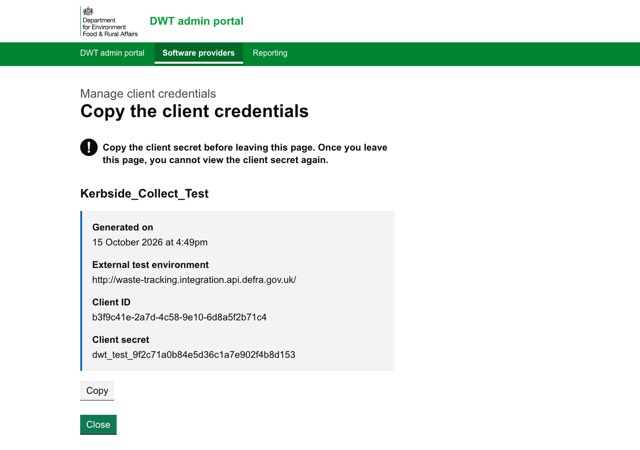 Department
for Environment
Food & Rural Affairs
DWT admin portal
DWT admin portal
Software providers
Reporting
Manage client credentials
Copy the client credentials
! Copy the client secret before leaving this page. Once you leave
this page, you cannot view the client secret again.
Kerbside_Collect_Test
Generated on
15 October 2026 at 4:49pm
External test environment
http://waste-tracking.integration.api.defra.gov.uk/
Client ID
b3f9c41e-2a7d-4c58-9e10-6d8a5f2b71c4
Client secret
dwt_test_9f2c71a0b84e5d36c1a7e902f4b8d153
Copy
Close